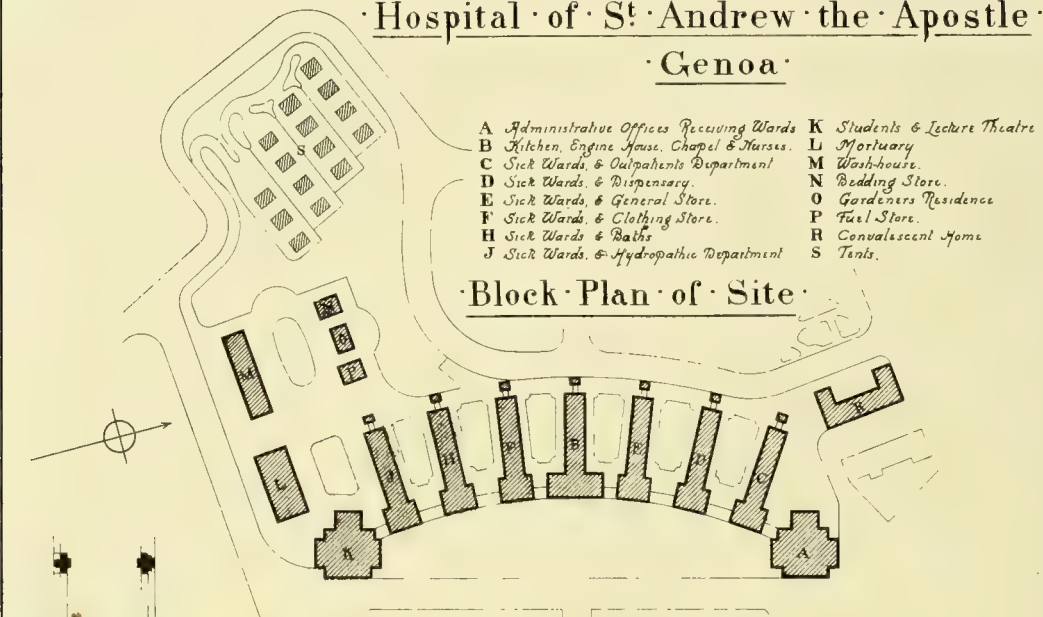 ·Hospital·of·St·Andrew·the·Apostle·
·Genoa·
A Administrative Offices Receiving Wards
B Kitchen, Engine House, Chapel & Nurses.
C Sick Wards, & Outpatients Department
D Sick Wards, & Dispensary.
E Sick Wards, & General Store.
F Sick Wards, & Clothing Store.
H Sick Wards & Baths
J Sick Wards, & Hydropathic Department
K Students & Lecture Theatre
L Mortuary
M Wash-house.
N Bedding Store.
O Gardeners Residence
P Fuel Store.
R Convalescent Home
S Tents.
·Block·Plan·of·Site·
S
N
O
P
M
R
L
J
H
F
B
E
D
C
K
A